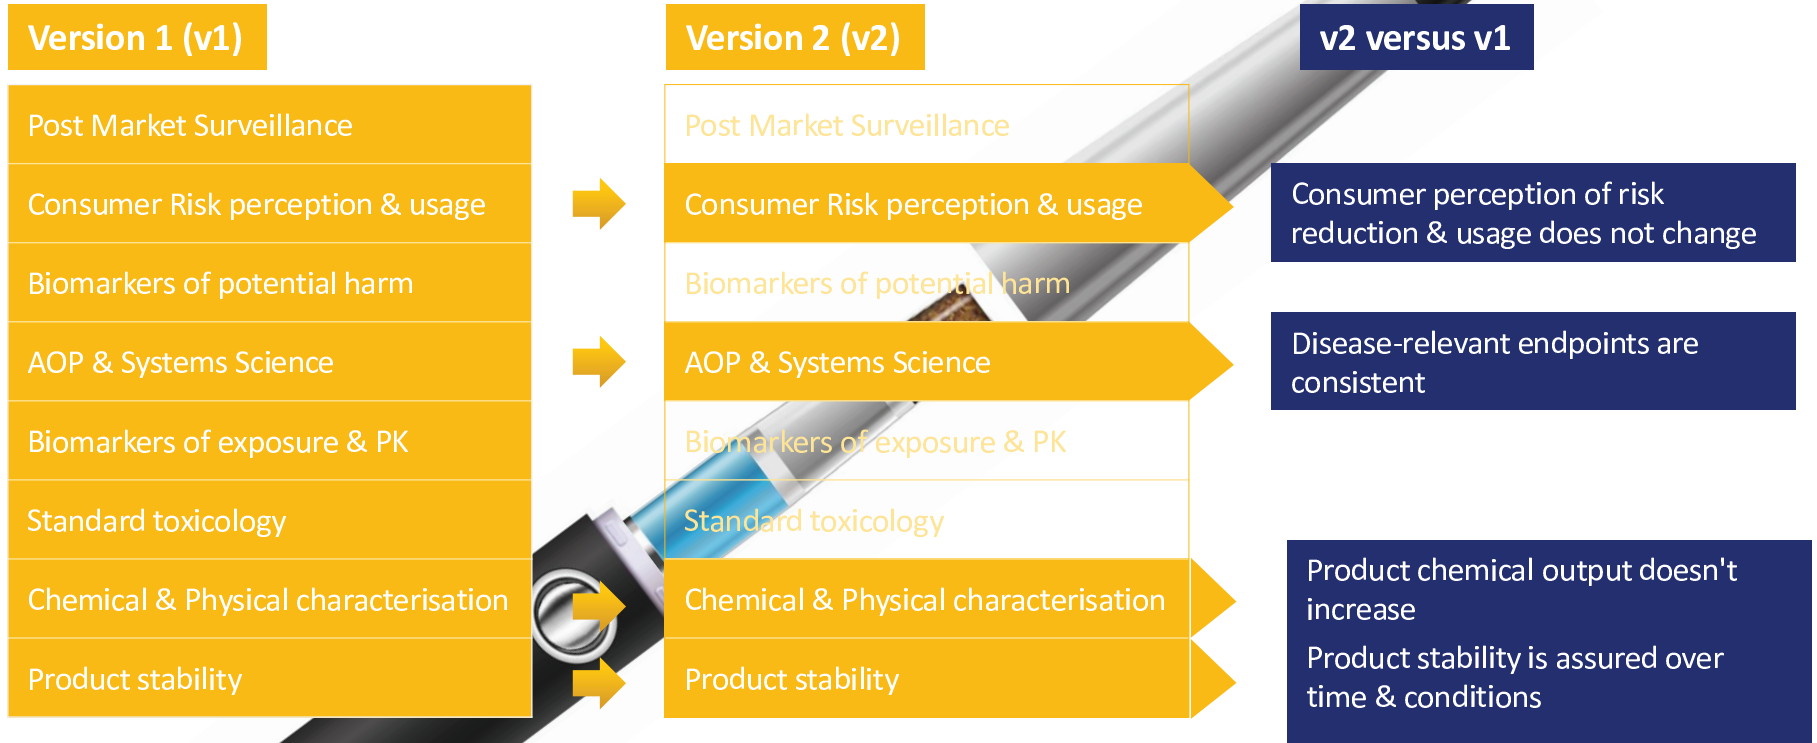 Version 1 (v1)
Post Market Surveillance
Consumer Risk perception & usage
Biomarkers of potential harm
AOP & Systems Science
Biomarkers of exposure & PK
Standard toxicology
Chemical & Physical characterisation
Product stability
Version 2 (v2)
Post Market Surveillance
Consumer Risk perception & usage
Biomarkers of potential harm
AOP & Systems Science
Biomarkers of exposure & PK
Standard toxicology
Chemical & Physical characterisation
Product stability
v2 versus v1
Consumer perception of risk
reduction & usage does not change
Disease-relevant endpoints are
consistent
Product chemical output doesn't
increase
Product stability is assured over
time & conditions